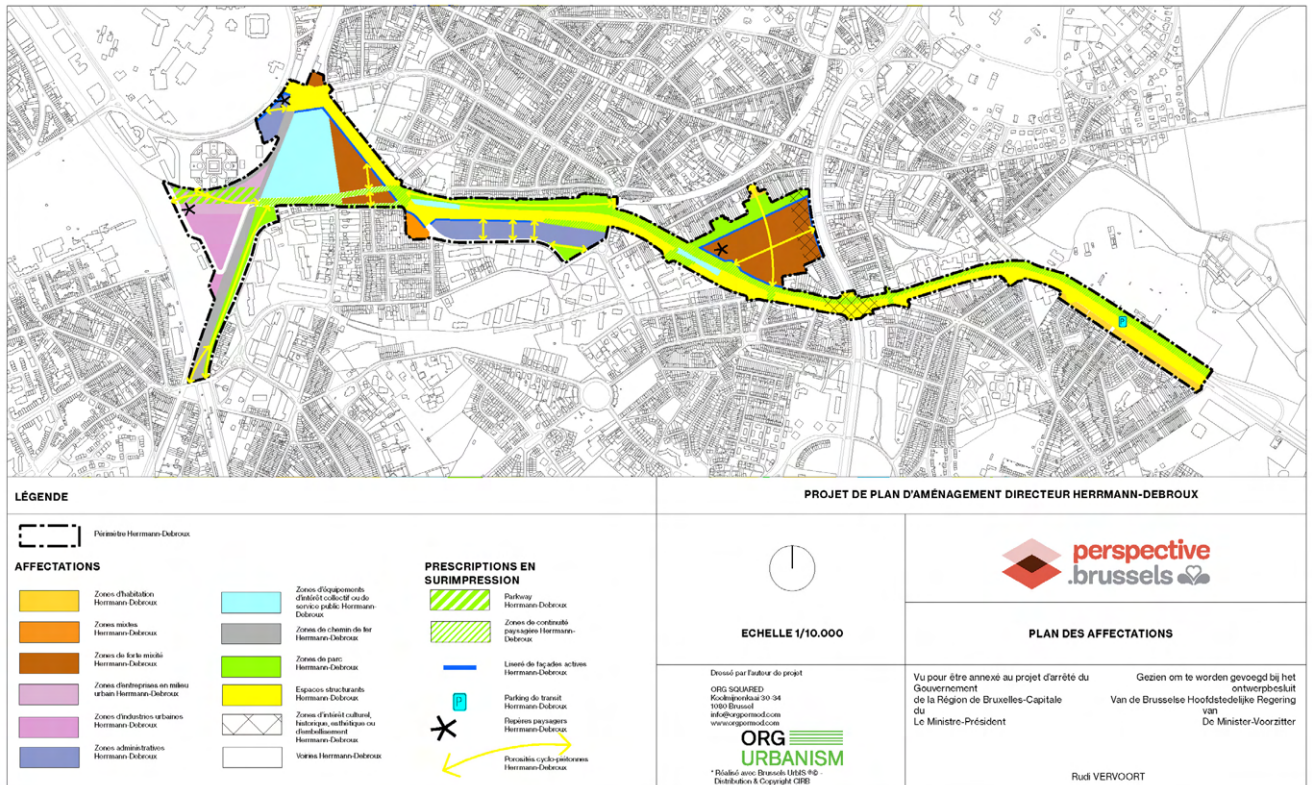 LÉGENDE
Périmètre Herrmann-Debroux
AFFECTATIONS
Zones d'habitation
Herrmann-Debroux
Zones mixtes
Herrmann-Debroux
Zones de forte mixité
Herrmann-Debroux
Zones d'entreprises en milieu
urbain Herrmann-Debroux
Zones d'industries urbaines
Herrmann-Debroux
Zones administratives
Herrmann-Debroux
Zones d'équipements
d'intérêt collectif ou de
service public Herrmann-
Debroux
Zones de chemin de fer
Herrmann-Debroux
Zones de parc
Herrmann-Debroux
Espaces structurants
Herrmann-Debroux
Zones d'intérêt culturel,
historique, esthétique ou
d'embellissement
Herrmann-Debroux
Voiries Herrmann-Debroux
PRESCRIPTIONS EN
SURIMPRESSION
Parkway
Herrmann-Debroux
Zones de continuité
paysagère Herrmann-
Debroux
Lineré de façades actives
Herrmann-Debroux
P
Parking de transit
Herrmann-Debroux
Repères paysagers
Herrmann-Debroux
Porosités cyclo-piétonnes
Herrmann-Debroux
PROJET DE PLAN D'AMÉNAGEMENT DIRECTEUR HERRMANN-DEBROUX
ECHELLE 1/10.000
perspective
.brussels
PLAN DES AFFECTATIONS
Dressé par l'auteur de projet
ORG SQUARED
Koolmijnenkaai 30-34
1080 Brussel
info@orgpermod.com
www.orgpermod.com
ORG
URBANISM
* Réalisé avec Brussels UrbIS ®© -
Distribution & Copyright CIRB
Vu pour être annexé au projet d'arrêté du
Gouvernement
de la Région de Bruxelles-Capitale
du
Le Ministre-Président
Gezien om te worden gevoegd bij het
ontwerpbesluit
Van de Brusselse Hoofdstedelijke Regering
van
De Minister-Voorzitter
Rudi VERVOORT